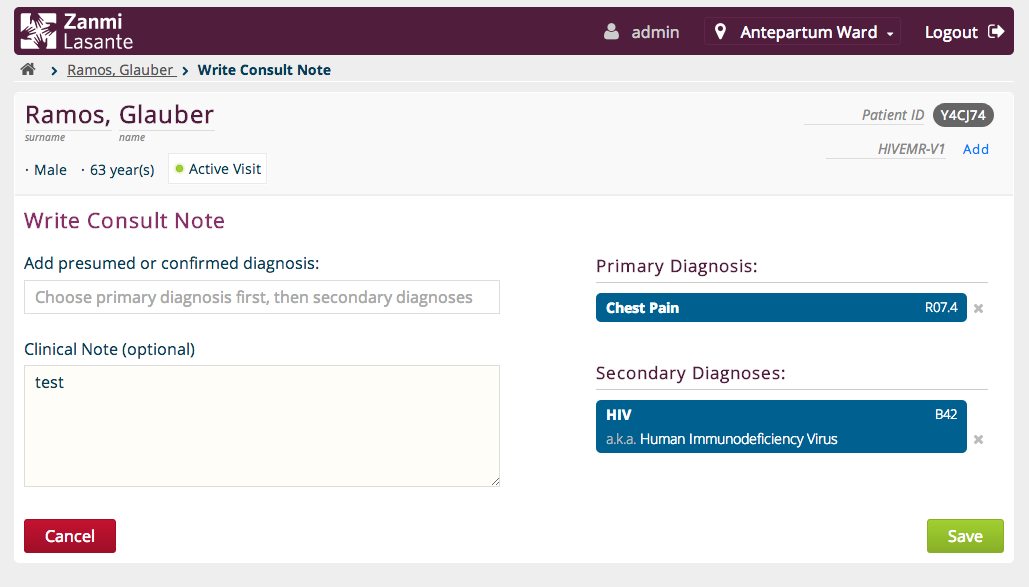 Zanmi
Lasante
admin
Antepartum Ward
Logout
Ramos, Glauber
Write Consult Note
Ramos, Glauber
surname
name
Patient ID Y4CJ74
HIVEMR-V1 Add
· Male · 63 year(s) Active Visit
Write Consult Note
Add presumed or confirmed diagnosis:
Choose primary diagnosis first, then secondary diagnoses
Clinical Note (optional)
test
Primary Diagnosis:
Chest Pain R07.4
Secondary Diagnoses:
HIV B42
a.k.a. Human Immunodeficiency Virus
Cancel
Save